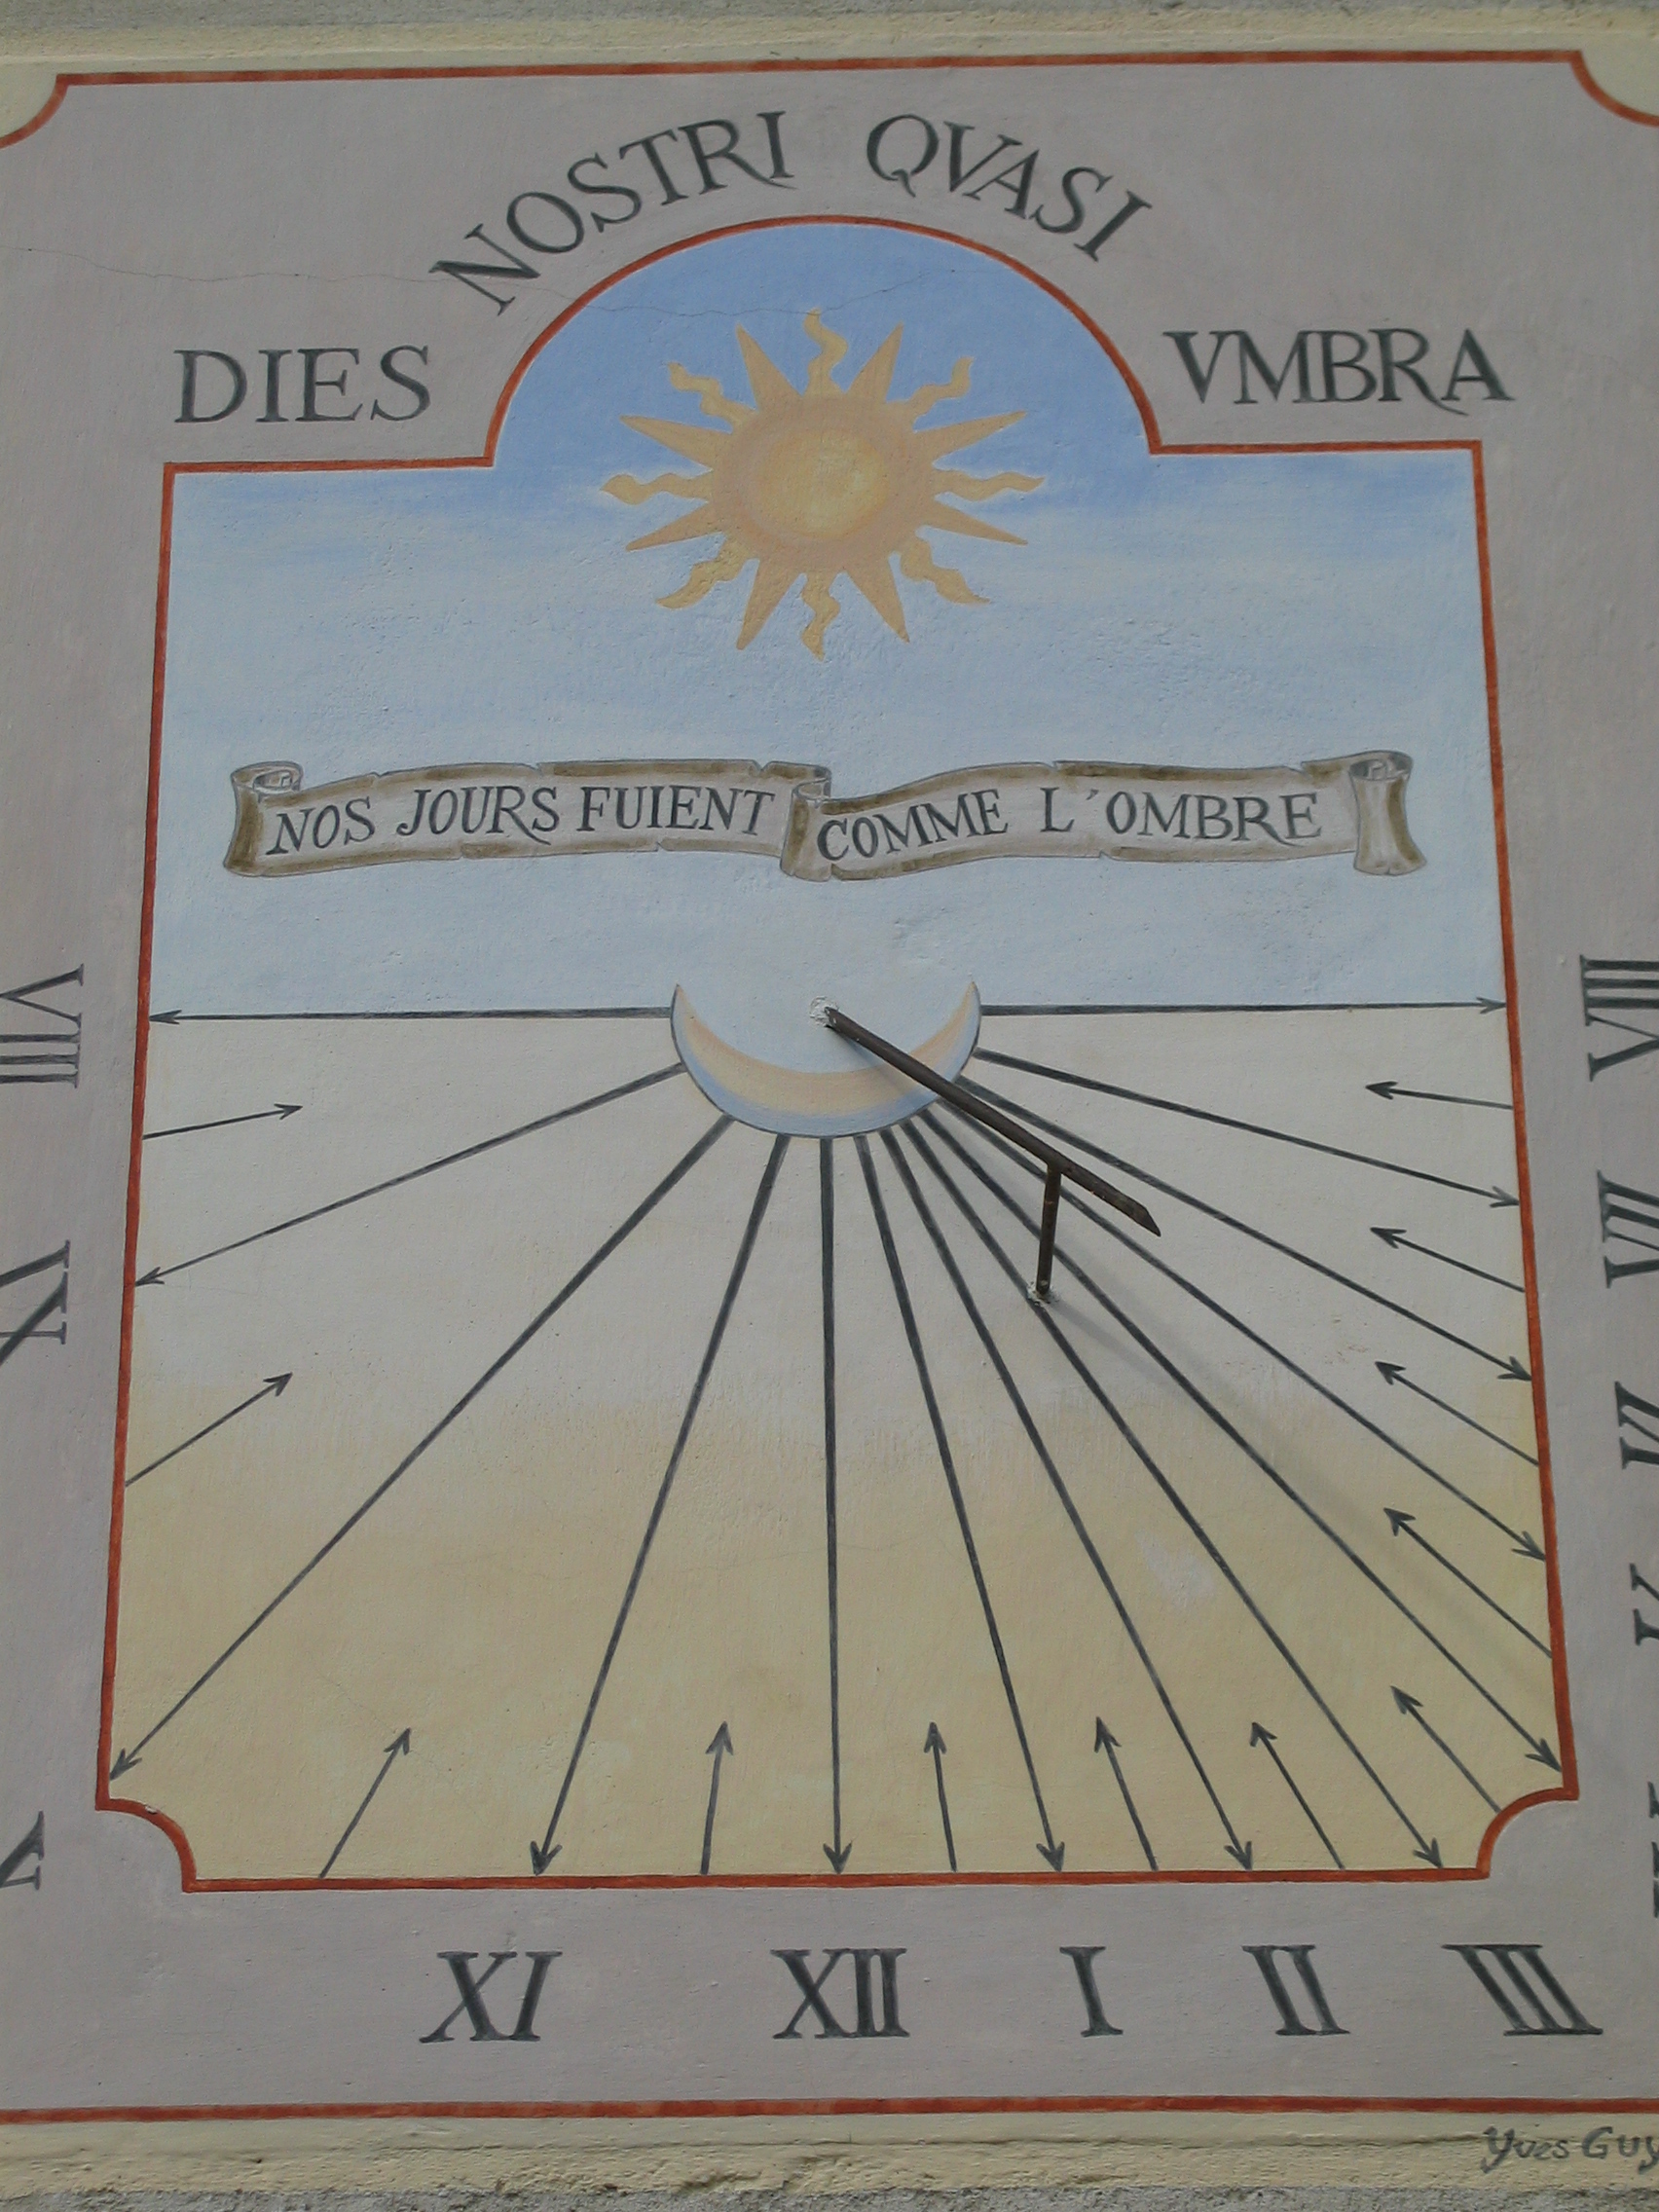 DIES NOSTRI QVASI VMBRA
NOS JOURS FUIENT COMME L'OMBRE
VIII
IX
VIII
VII
VI
V
XI XII I II III
Yves Guy